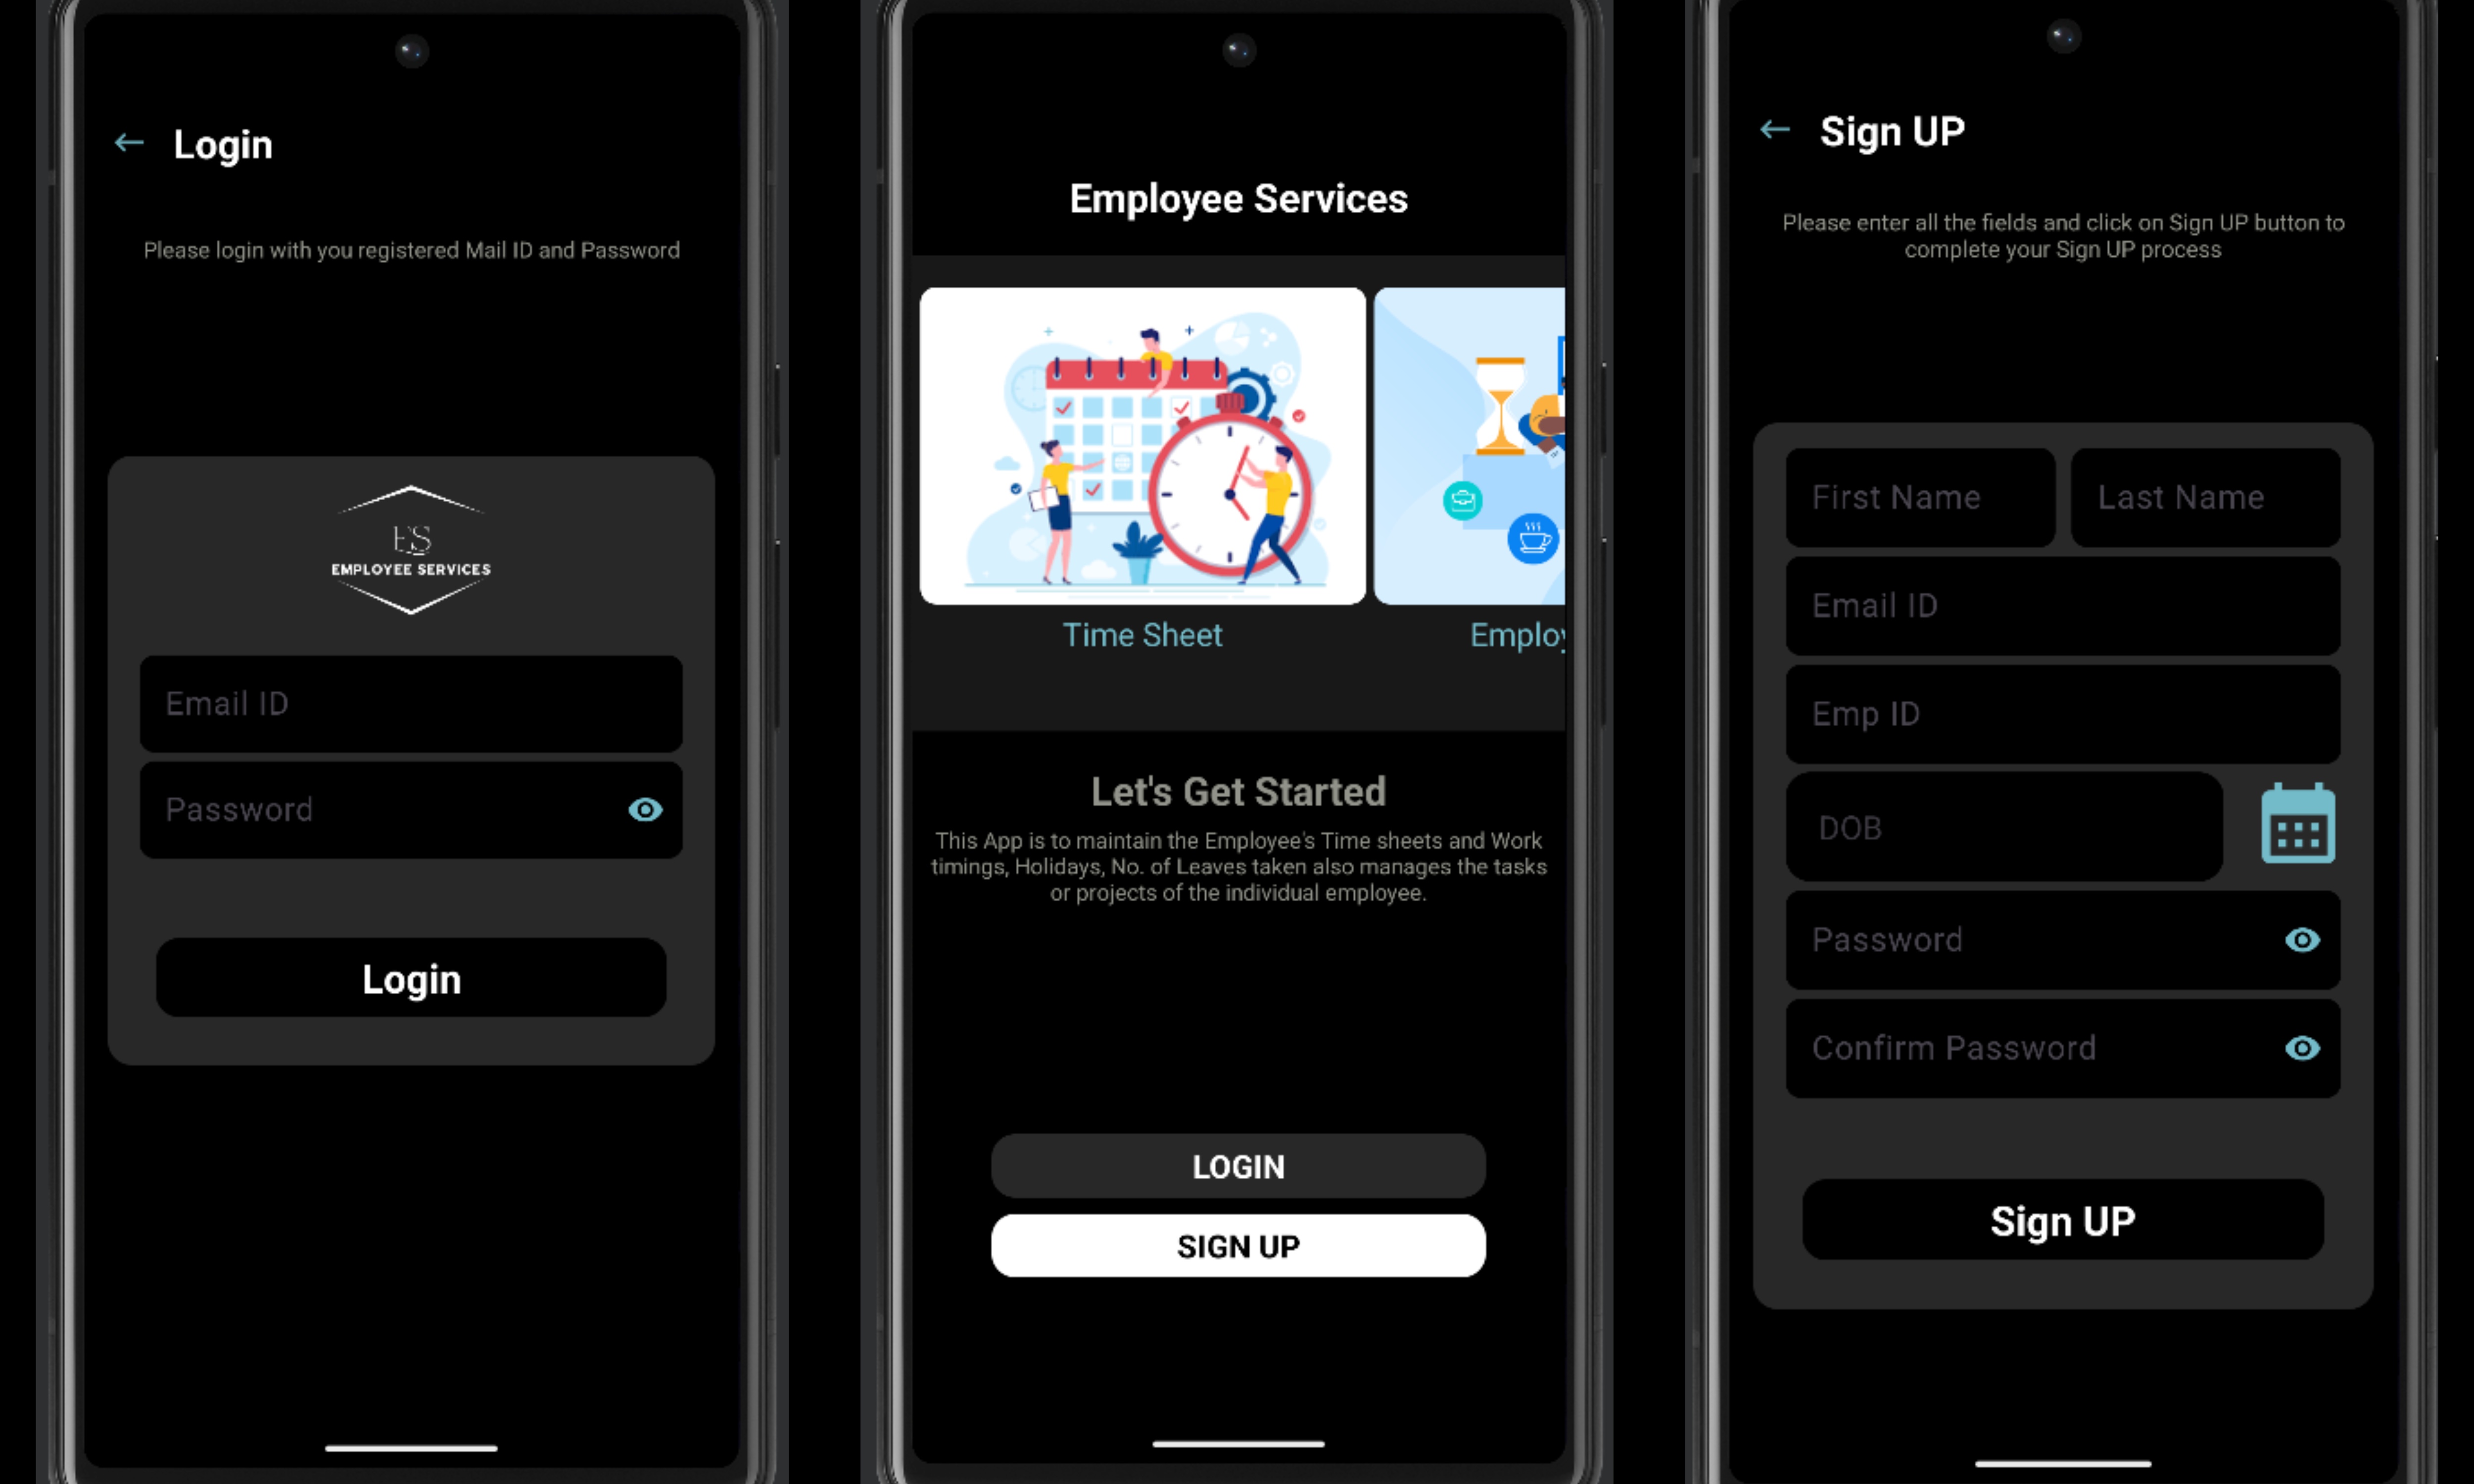 Login
Please login with you registered Mail ID and Password
ES
EMPLOYEE SERVICES
Email ID
Password
Login
Employee Services
Time Sheet
Let's Get Started
This App is to maintain the Employee's Time sheets and Work
timings, Holidays, No. of Leaves taken also manages the tasks
or projects of the individual employee.
LOGIN
SIGN UP
Sign UP
Please enter all the fields and click on Sign UP button to
complete your Sign UP process
First Name
Last Name
Email ID
Emp ID
DOB
Password
Confirm Password
Sign UP